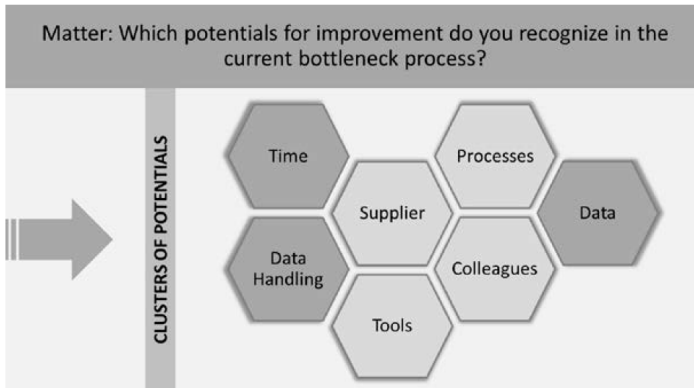 Matter: Which potentials for improvement do you recognize in the
current bottleneck process?
CLUSTERS OF POTENTIALS
Time
Processes
Supplier
Data
Data
Handling
Colleagues
Tools